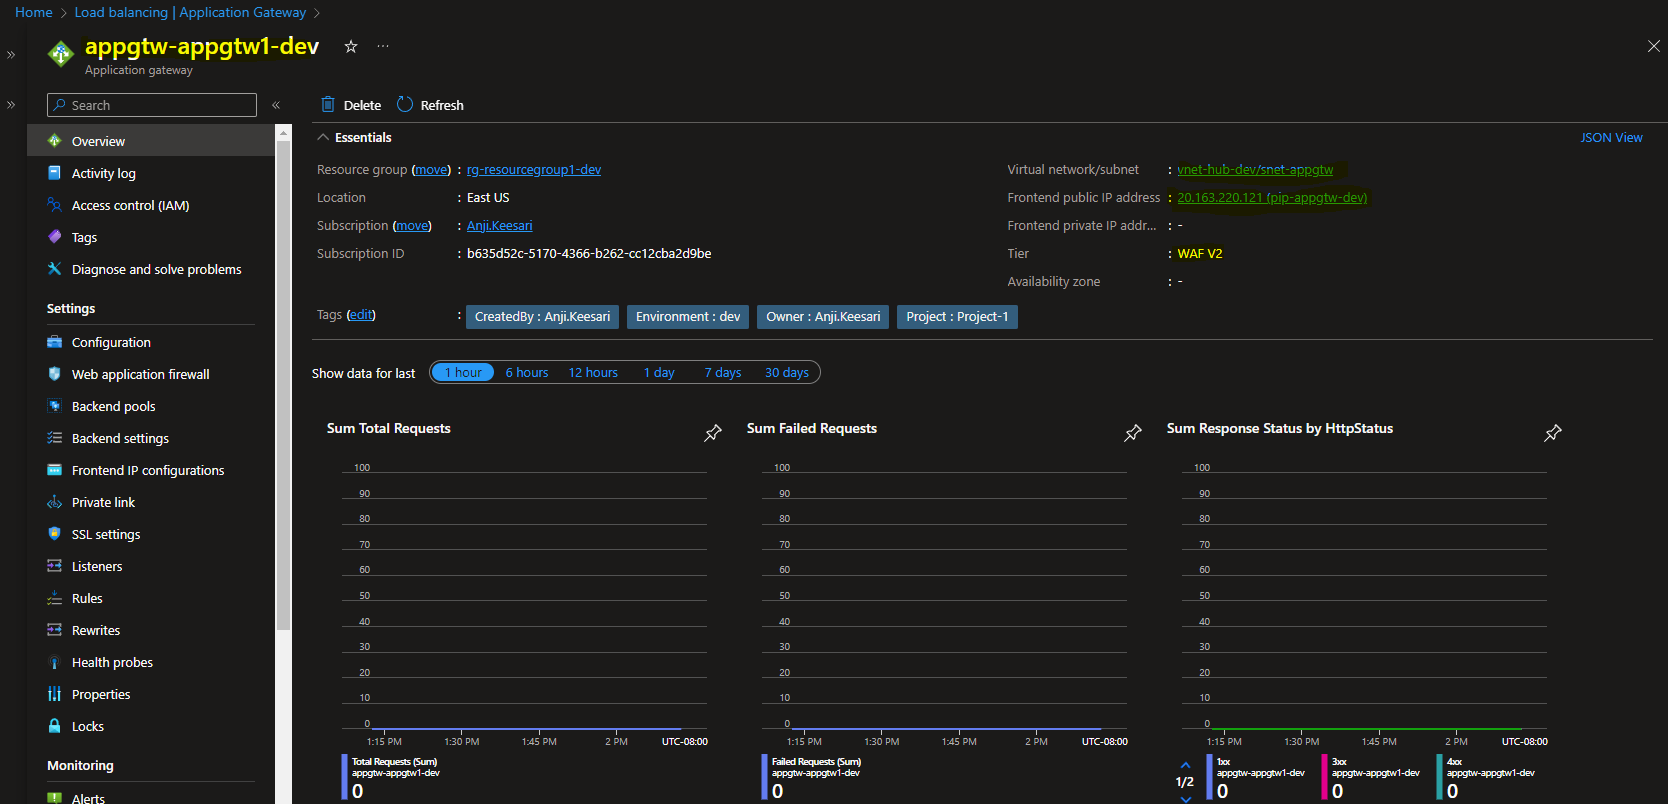 Home > Load balancing | Application Gateway >
appgtw-appgtw1-dev
Application gateway
Search
Overview
Activity log
Access control (IAM)
Tags
Diagnose and solve problems
Settings
Configuration
Web application firewall
Backend pools
Backend settings
Frontend IP configurations
Private link
SSL settings
Listeners
Rules
Rewrites
Health probes
Properties
Locks
Monitoring
Alerts
Delete Refresh
Essentials JSON View
Resource group (move) : rg-resourcegroup1-dev
Location : East US
Subscription (move) : Anji.Keesari
Subscription ID : b635d52c-5170-4366-b262-cc12cba2d9be
Virtual network/subnet : vnet-hub-dev/snet-appgtw
Frontend public IP address : 20.163.220.121 (pip-appgtw-dev)
Frontend private IP addr... : -
Tier : WAF V2
Availability zone : -
Tags (edit) : CreatedBy : Anji.Keesari Environment : dev Owner : Anji.Keesari Project : Project-1
Show data for last 1 hour 6 hours 12 hours 1 day 7 days 30 days
Sum Total Requests
100
90
80
70
60
50
40
30
20
10
0
1:15 PM 1:30 PM 1:45 PM 2 PM UTC-08:00
Total Requests (Sum)
appgtw-appgtw1-dev
0
Sum Failed Requests
100
90
80
70
60
50
40
30
20
10
0
1:15 PM 1:30 PM 1:45 PM 2 PM UTC-08:00
Failed Requests (Sum)
appgtw-appgtw1-dev
0
Sum Response Status by HttpStatus
100
90
80
70
60
50
40
30
20
10
0
1:15 PM 1:30 PM 1:45 PM 2 PM UTC-08:00
1/2
1xx
appgtw-appgtw1-dev
0
3xx
appgtw-appgtw1-dev
0
4xx
appgtw-appgtw1-dev
0